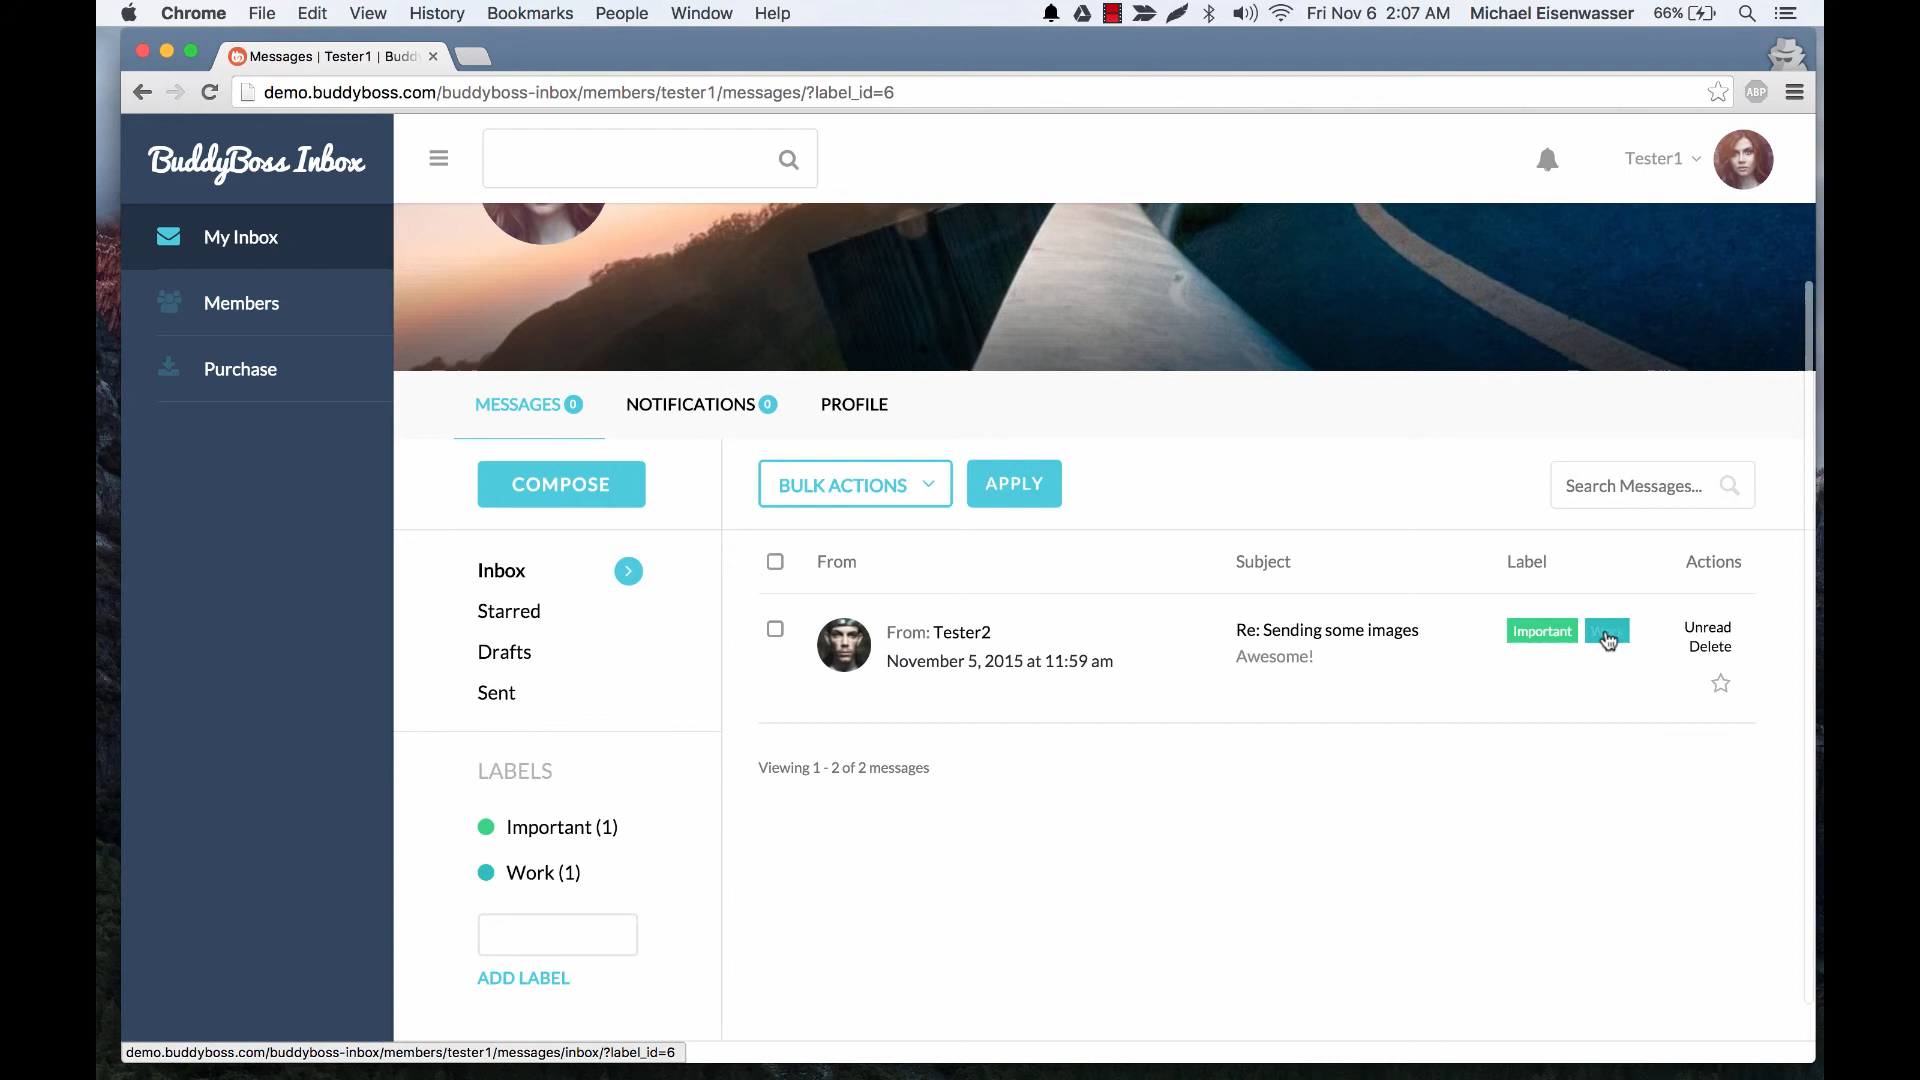 Chrome File Edit View History Bookmarks People Window Help Fri Nov 6 2:07 AM Michael Eisenwasser 66%
Messages | Tester1 | Budd
demo.buddyboss.com/buddyboss-inbox/members/tester1/messages/?label_id=6 ABP
BuddyBoss Inbox
Tester1
My Inbox
Members
Purchase
MESSAGES 0 NOTIFICATIONS 0 PROFILE
COMPOSE
BULK ACTIONS APPLY Search Messages...
Inbox
Starred
Drafts
Sent
From Subject Label Actions
From: Tester2 Re: Sending some images Important Unread
November 5, 2015 at 11:59 am Awesome! Delete
Viewing 1 - 2 of 2 messages
LABELS
Important (1)
Work (1)
ADD LABEL
demo.buddyboss.com/buddyboss-inbox/members/tester1/messages/inbox/?label_id=6